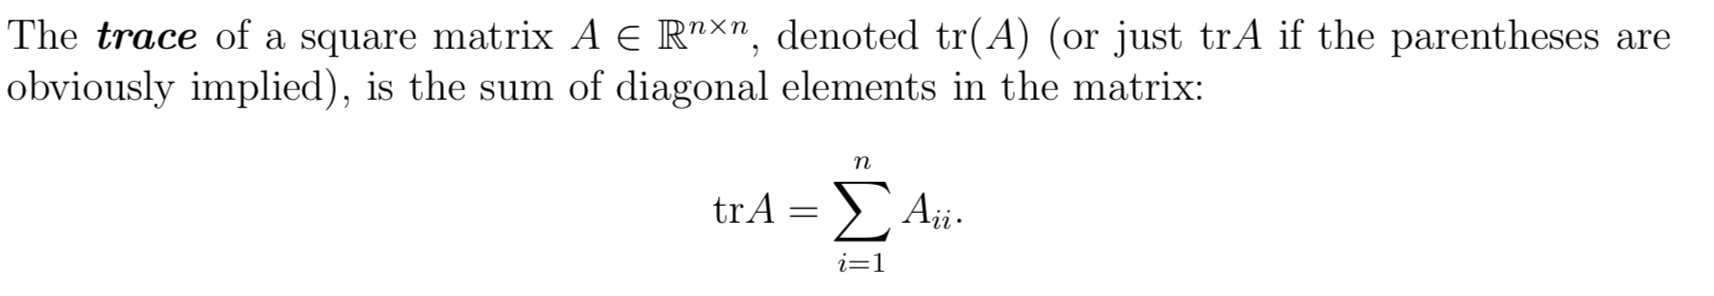 The trace of a square matrix A ∈ ℝⁿˣⁿ, denoted tr(A) (or just trA if the parentheses are
obviously implied), is the sum of diagonal elements in the matrix:
trA = ∑_{i=1}^{n} A_{ii}.